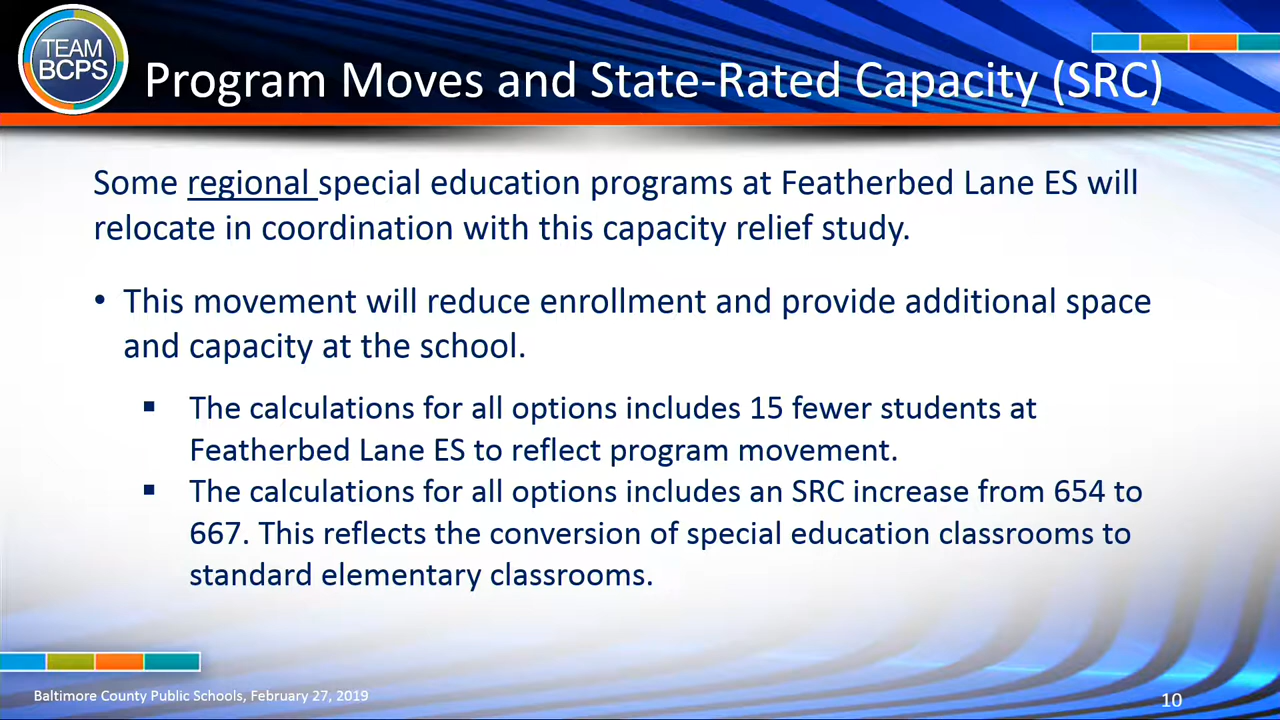 TEAM
BCPS
Program Moves and State-Rated Capacity (SRC)
Some regional special education programs at Featherbed Lane ES will
relocate in coordination with this capacity relief study.
• This movement will reduce enrollment and provide additional space
and capacity at the school.
▪ The calculations for all options includes 15 fewer students at
Featherbed Lane ES to reflect program movement.
▪ The calculations for all options includes an SRC increase from 654 to
667. This reflects the conversion of special education classrooms to
standard elementary classrooms.
Baltimore County Public Schools, February 27, 2019
10